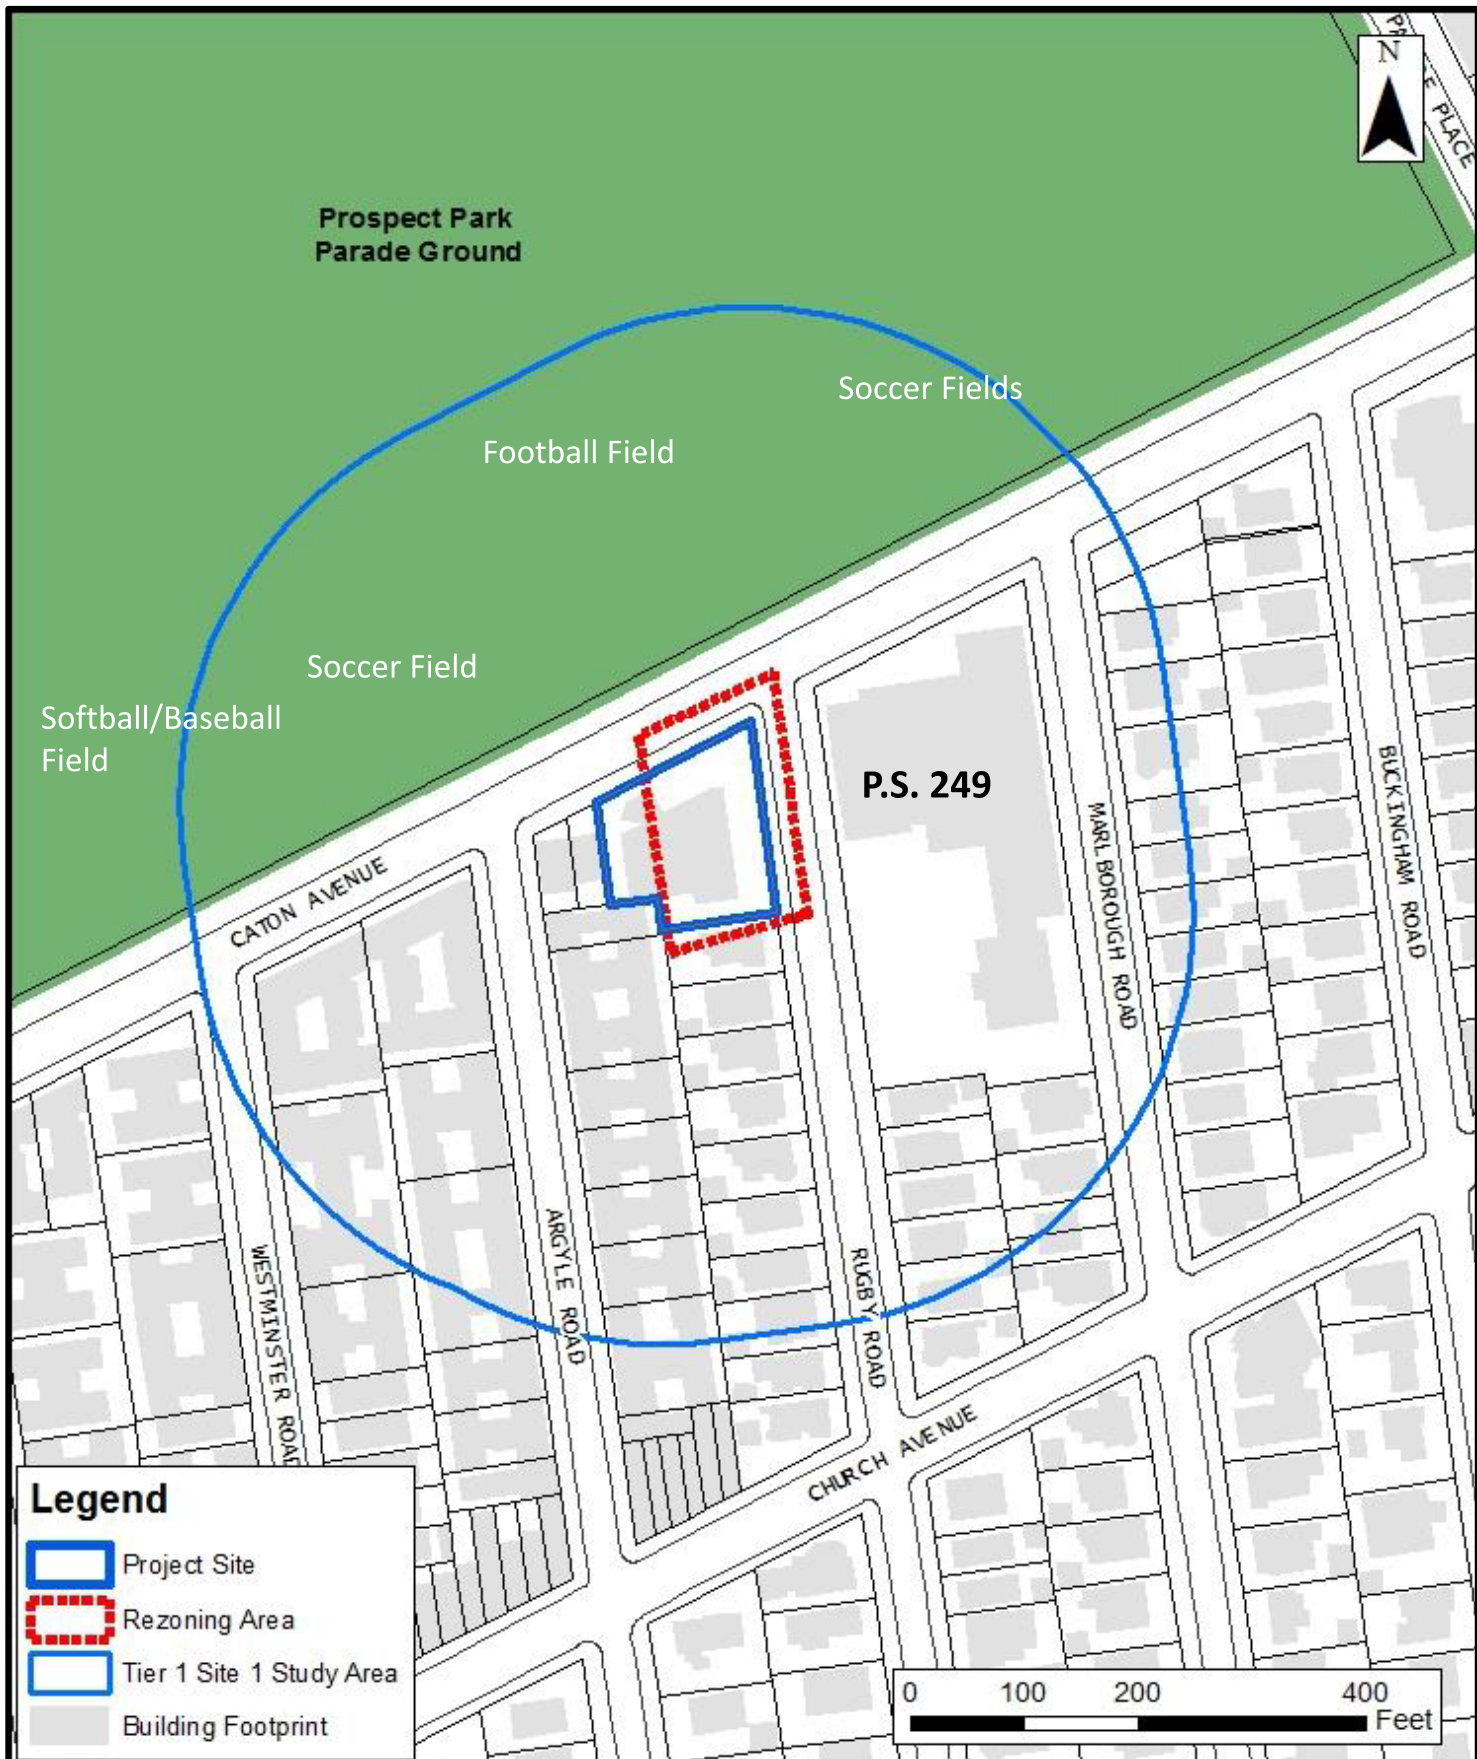 PLACE
N
Prospect Park
Parade Ground
Soccer Fields
Football Field
Soccer Field
Softball/Baseball
Field
P.S. 249
CATON AVENUE
MARLBOROUGH ROAD
BUCKINGHAM ROAD
WESTMINSTER ROAD
ARGYLE ROAD
RUGBY ROAD
CHURCH AVENUE
Legend
Project Site
Rezoning Area
Tier 1 Site 1 Study Area
Building Footprint
0 100 200 400
Feet